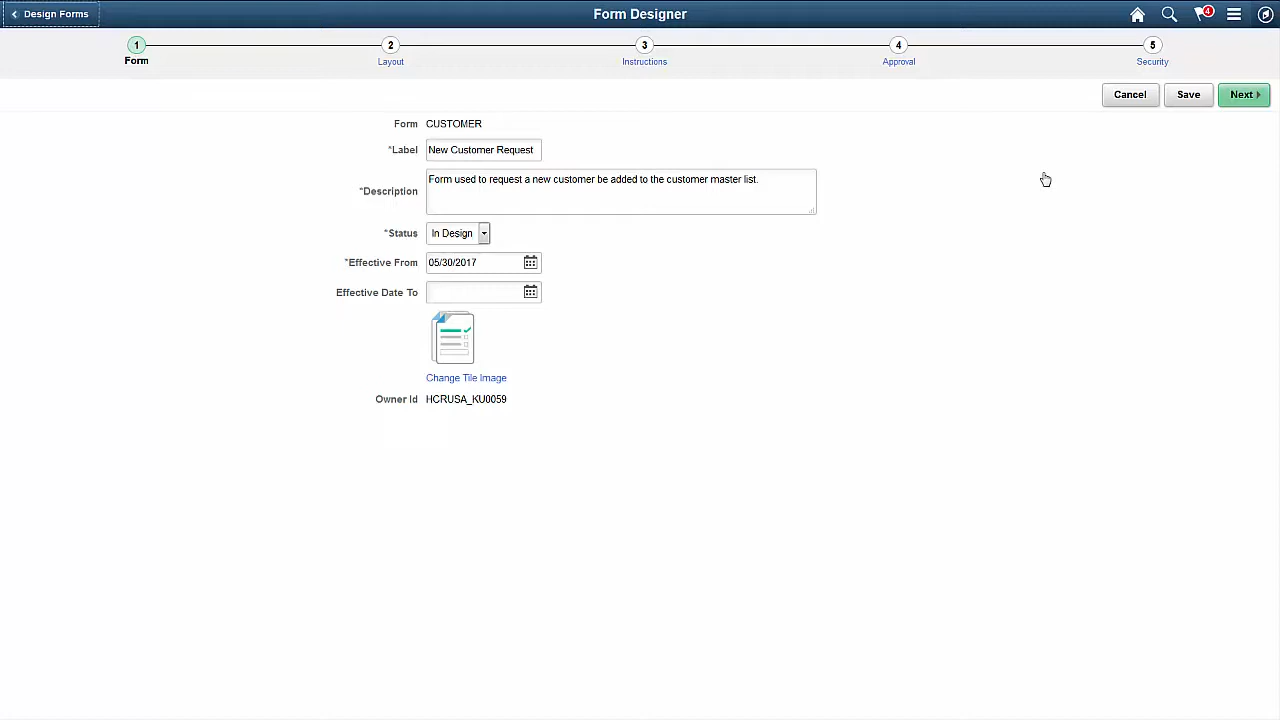 Design Forms
Form Designer
4
1
2
3
4
5
Form
Layout
Instructions
Approval
Security
Cancel
Save
Next
Form CUSTOMER
*Label New Customer Request
*Description Form used to request a new customer be added to the customer master list.
*Status In Design
*Effective From 05/30/2017
Effective Date To
Change Tile Image
Owner Id HCRUSA_KU0059